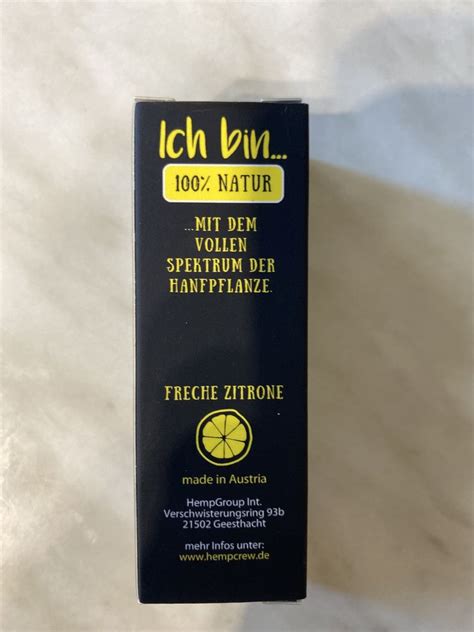 Ich bin...
100% NATUR
...MIT DEM
VOLLEN
SPEKTRUM DER
HANFPFLANZE.
FRECHE ZITRONE
made in Austria
HempGroup Int.
Verschwisterungsring 93b
21502 Geesthacht
mehr Infos unter:
www.hempcrew.de